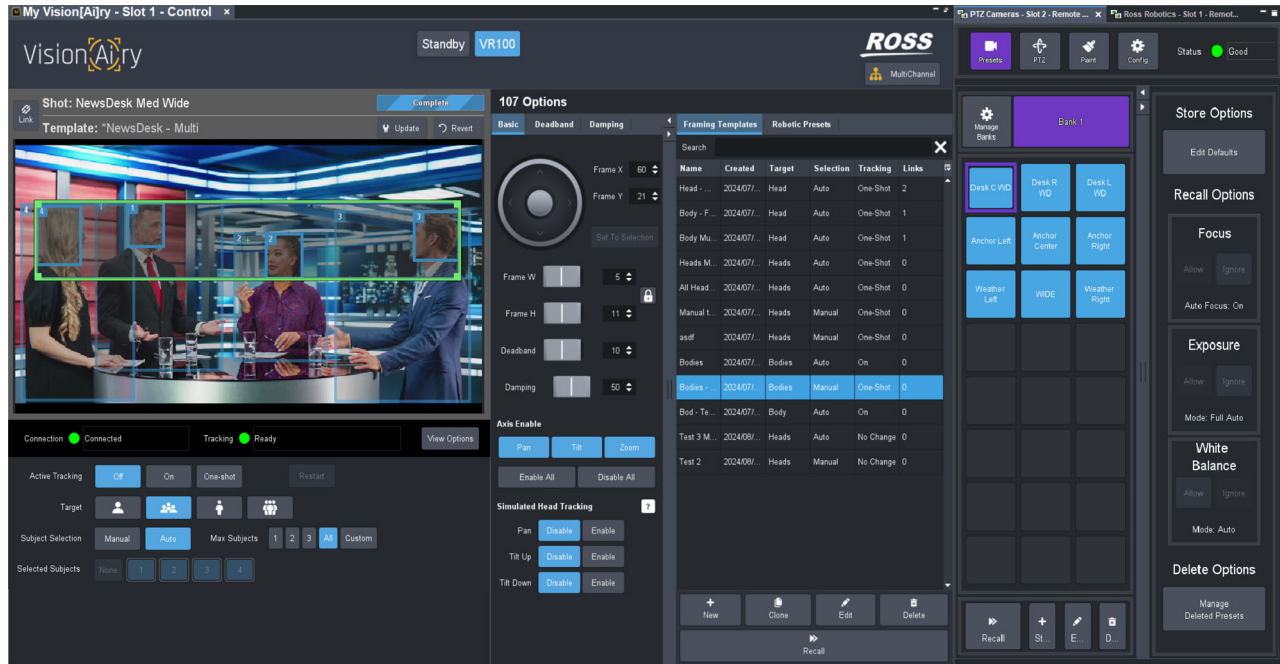 My Vision[Ai]ry - Slot 1 - Control ×
PTZ Cameras - Slot 2 - Remote ... X
Ross Robotics - Slot 1 - Remot...
Vision[Ai]ry
Standby VR100
ROSS
MultiChannel
Presets PTZ Paint Config Status Good
Link
Shot: NewsDesk Med Wide
Complete
Template: *NewsDesk - Multi
Update Revert
4 4 1 1 2 2 3 3
Connection Connected Tracking Ready View Options
Active Tracking Off On One-shot Restart
Target
Subject Selection Manual Auto Max Subjects 1 2 3 All Custom
Selected Subjects None 1 2 3 4
107 Options
Basic Deadband Damping
Frame X 60
Frame Y 21
Set To Selection
Frame W 5
Frame H 11
Deadband 10
Damping 50
Axis Enable
Pan Tilt Zoom
Enable All Disable All
Simulated Head Tracking ?
Pan Disable Enable
Tilt Up Disable Enable
Tilt Down Disable Enable
Framing Templates Robotic Presets
Search
Name Created Target Selection Tracking Links
Head - ... 2024/07/... Head Auto One-Shot 2
Body - F... 2024/07/... Head Auto One-Shot 1
Body Mu... 2024/07/... Head Auto One-Shot 1
Heads M... 2024/07/... Heads Auto One-Shot 0
All Head... 2024/07/... Heads Auto One-Shot 0
Manual t... 2024/07/... Heads Manual One-Shot 0
asdf 2024/07/... Heads Manual One-Shot 0
Bodies 2024/07/... Bodies Auto On 0
Bodies - ... 2024/07/... Bodies Manual One-Shot 0
Bod - Te... 2024/07/... Body Auto On 0
Test 3 M... 2024/08/... Heads Auto No Change 0
Test 2 2024/08/... Heads Manual No Change 0
New Clone Edit Delete
Recall
Manage
Banks
Bank 1
Desk C WD
Desk R
WD
Desk L
WD
Anchor Left
Anchor
Center
Anchor
Right
Weather
Left
WIDE
Weather
Right
Recall St... E... D...
Store Options
Edit Defaults
Recall Options
Focus
Allow Ignore
Auto Focus: On
Exposure
Allow Ignore
Mode: Full Auto
White
Balance
Allow Ignore
Mode: Auto
Delete Options
Manage
Deleted Presets